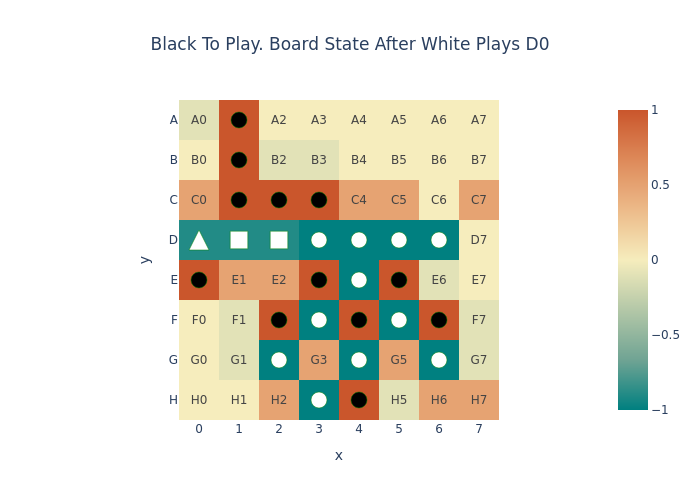 Black To Play. Board State After White Plays D0
A A0 A2 A3 A4 A5 A6 A7
B B0 B2 B3 B4 B5 B6 B7
C C0 C4 C5 C6 C7
D D7
E E1 E2 E6 E7
F F0 F1 F7
G G0 G1 G3 G5 G7
H H0 H1 H2 H5 H6 H7
0 1 2 3 4 5 6 7
x
y
1
0.5
0
−0.5
−1